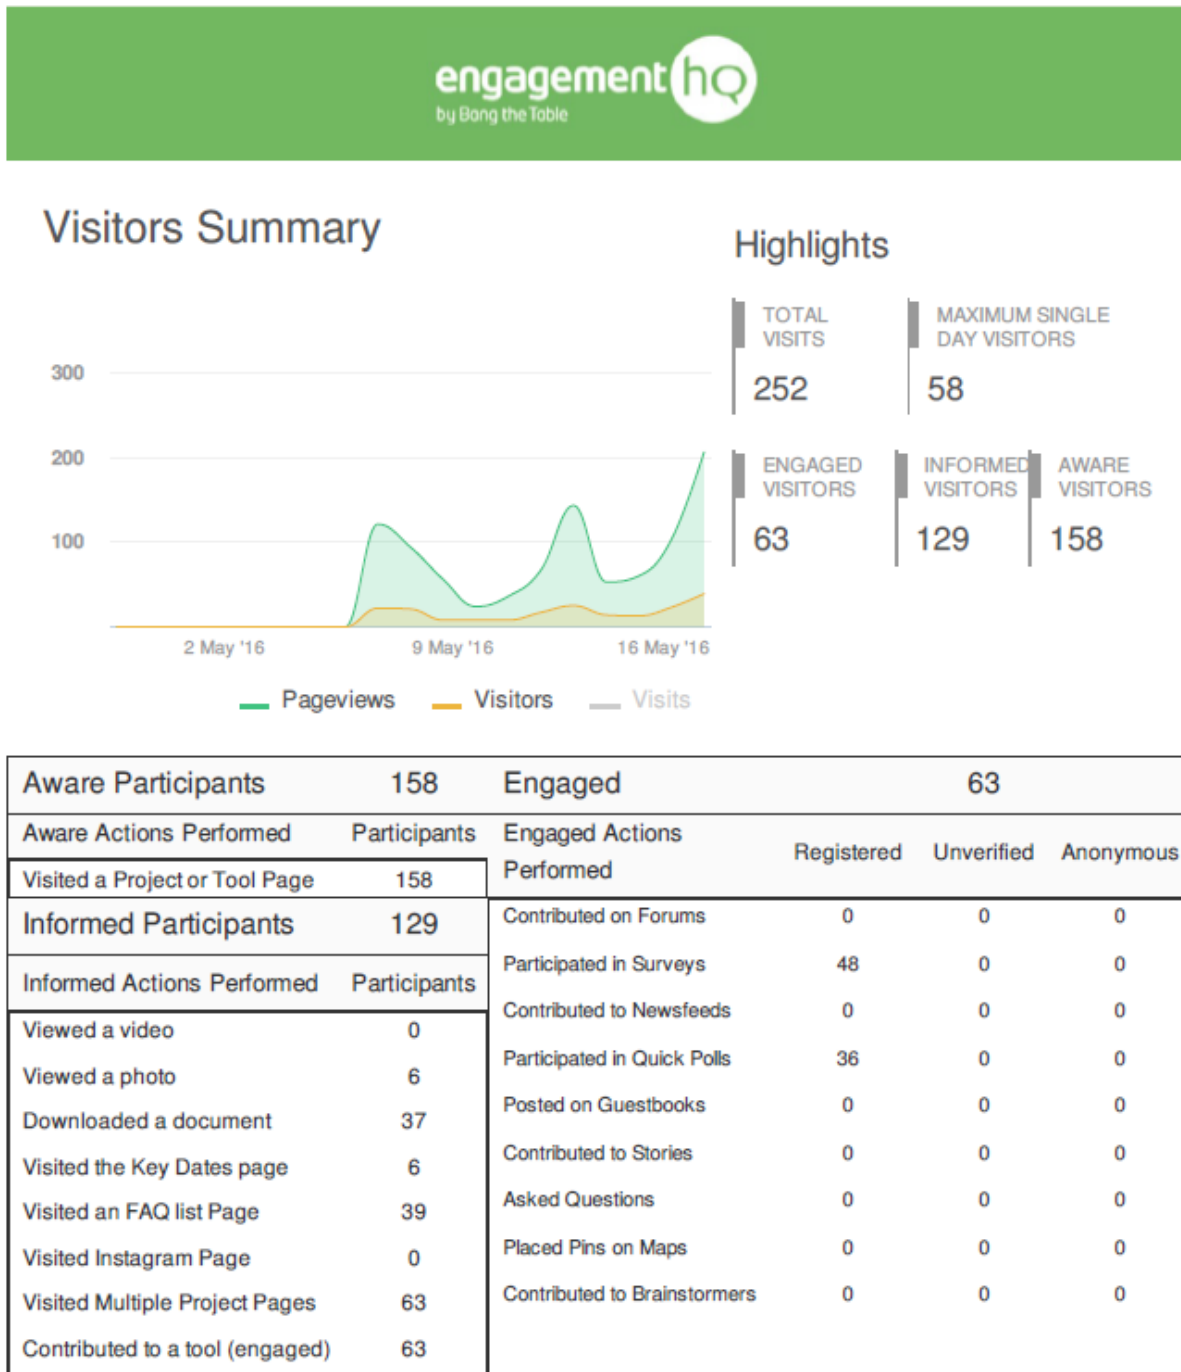 engagement hQ
by Bang the Table
Visitors Summary
Highlights
TOTAL
VISITS
252
MAXIMUM SINGLE
DAY VISITORS
58
ENGAGED
VISITORS
63
INFORMED
VISITORS
129
AWARE
VISITORS
158
300
200
100
2 May '16
9 May '16
16 May '16
Pageviews
Visitors
Visits
Aware Participants 158
Aware Actions Performed Participants
Visited a Project or Tool Page 158
Informed Participants 129
Informed Actions Performed Participants
Viewed a video 0
Viewed a photo 6
Downloaded a document 37
Visited the Key Dates page 6
Visited an FAQ list Page 39
Visited Instagram Page 0
Visited Multiple Project Pages 63
Contributed to a tool (engaged) 63
Engaged 63
Engaged Actions
Performed
Registered Unverified Anonymous
Contributed on Forums 0 0 0
Participated in Surveys 48 0 0
Contributed to Newsfeeds 0 0 0
Participated in Quick Polls 36 0 0
Posted on Guestbooks 0 0 0
Contributed to Stories 0 0 0
Asked Questions 0 0 0
Placed Pins on Maps 0 0 0
Contributed to Brainstormers 0 0 0